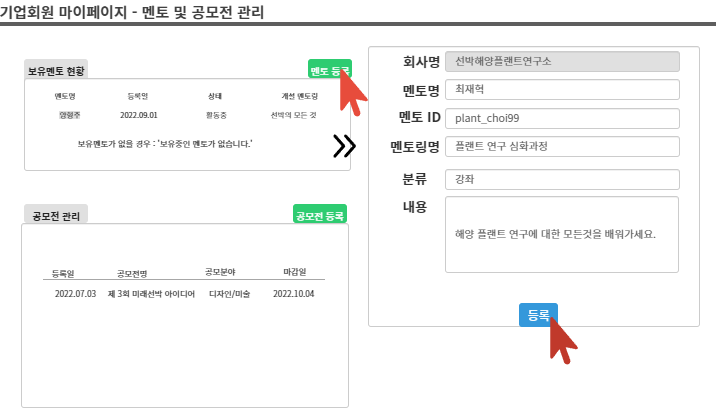 기업회원 마이페이지 - 멘토 및 공모전 관리
보유멘토 현황
멘토 등록
멘토명 등록일 상태 개설 멘토링
2022.09.01 활동중 선박의 모든 것
보유멘토가 없을 경우 : '보유중인 멘토가 없습니다.'
공모전 관리
공모전 등록
등록일 공모전명 공모분야 마감일
2022.07.03 제 3회 미래선박 아이디어 디자인/미술 2022.10.04
회사명 선박해양플랜트연구소
멘토명 최재혁
멘토 ID plant_choi99
멘토링명 플랜트 연구 심화과정
분류 강좌
내용 해양 플랜트 연구에 대한 모든것을 배워가세요.
등록